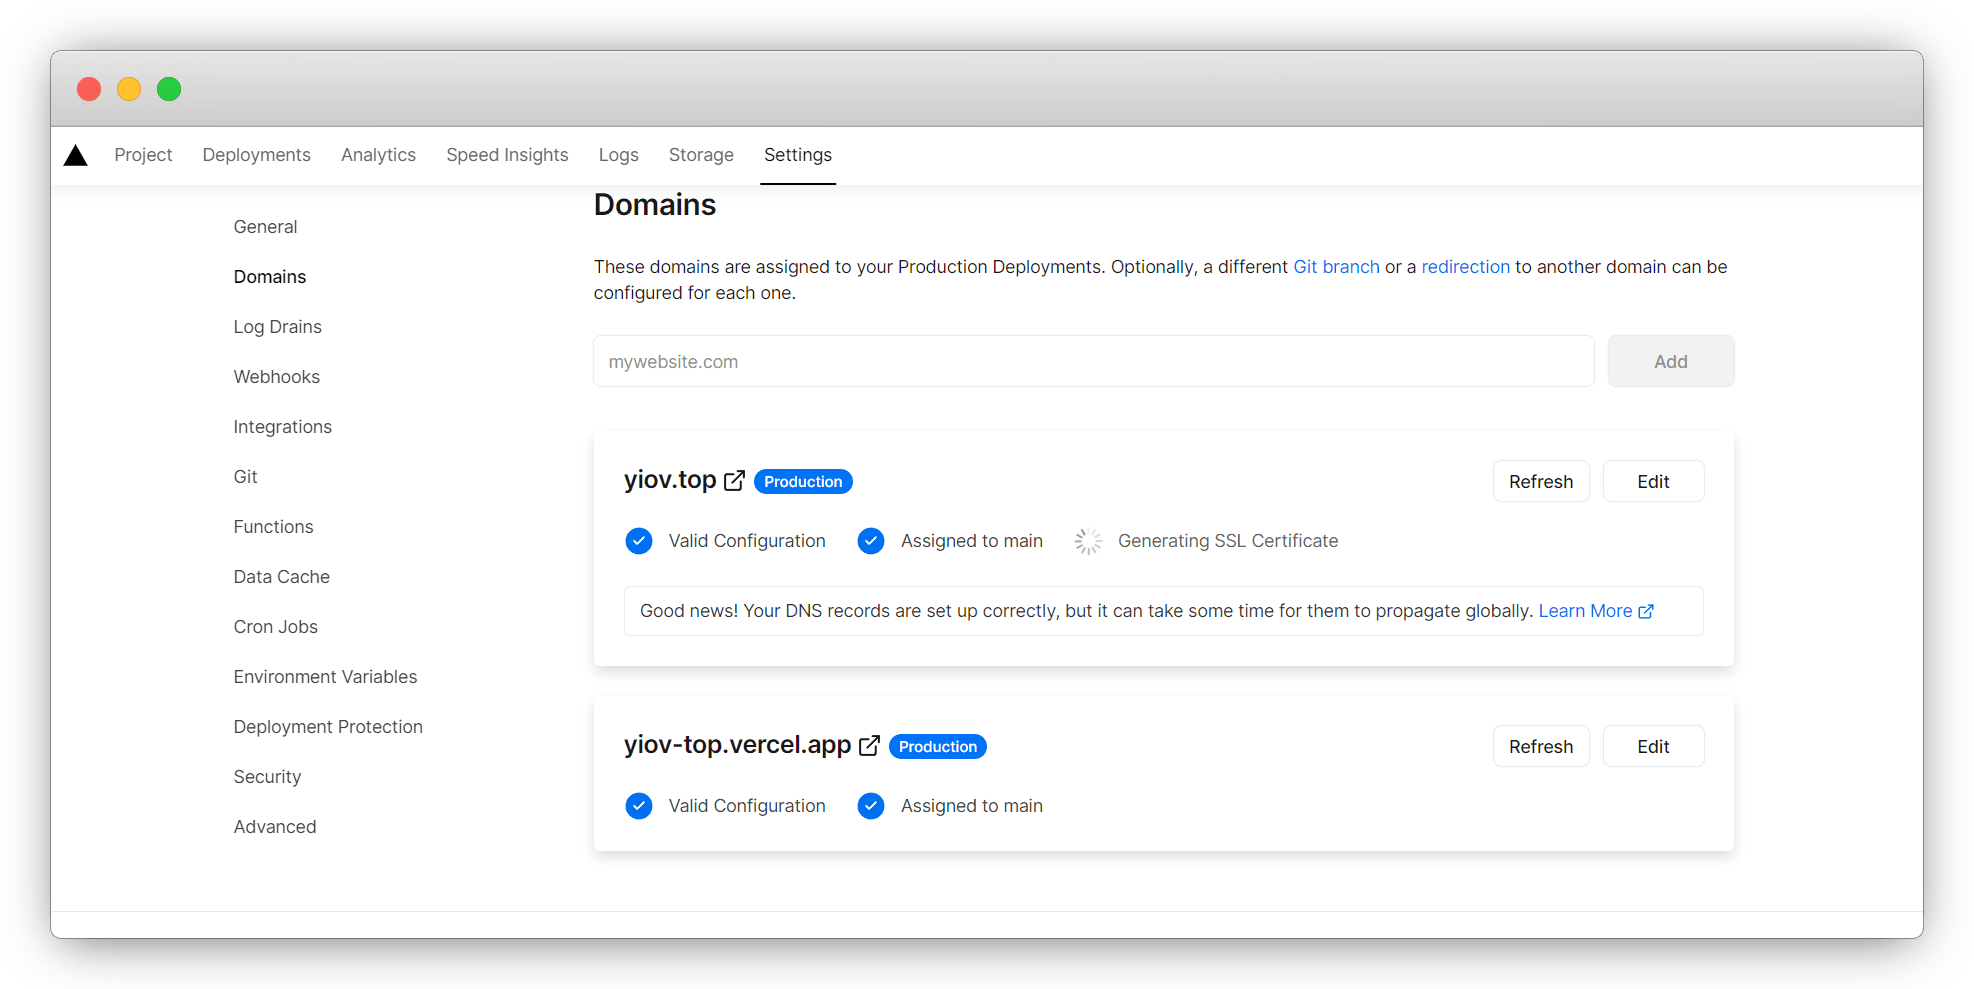 Project Deployments Analytics Speed Insights Logs Storage Settings
General
Domains
Log Drains
Webhooks
Integrations
Git
Functions
Data Cache
Cron Jobs
Environment Variables
Deployment Protection
Security
Advanced
Domains
These domains are assigned to your Production Deployments. Optionally, a different Git branch or a redirection to another domain can be
configured for each one.
mywebsite.com Add
yiov.top Production Refresh Edit
Valid Configuration Assigned to main Generating SSL Certificate
Good news! Your DNS records are set up correctly, but it can take some time for them to propagate globally. Learn More
yiov-top.vercel.app Production Refresh Edit
Valid Configuration Assigned to main